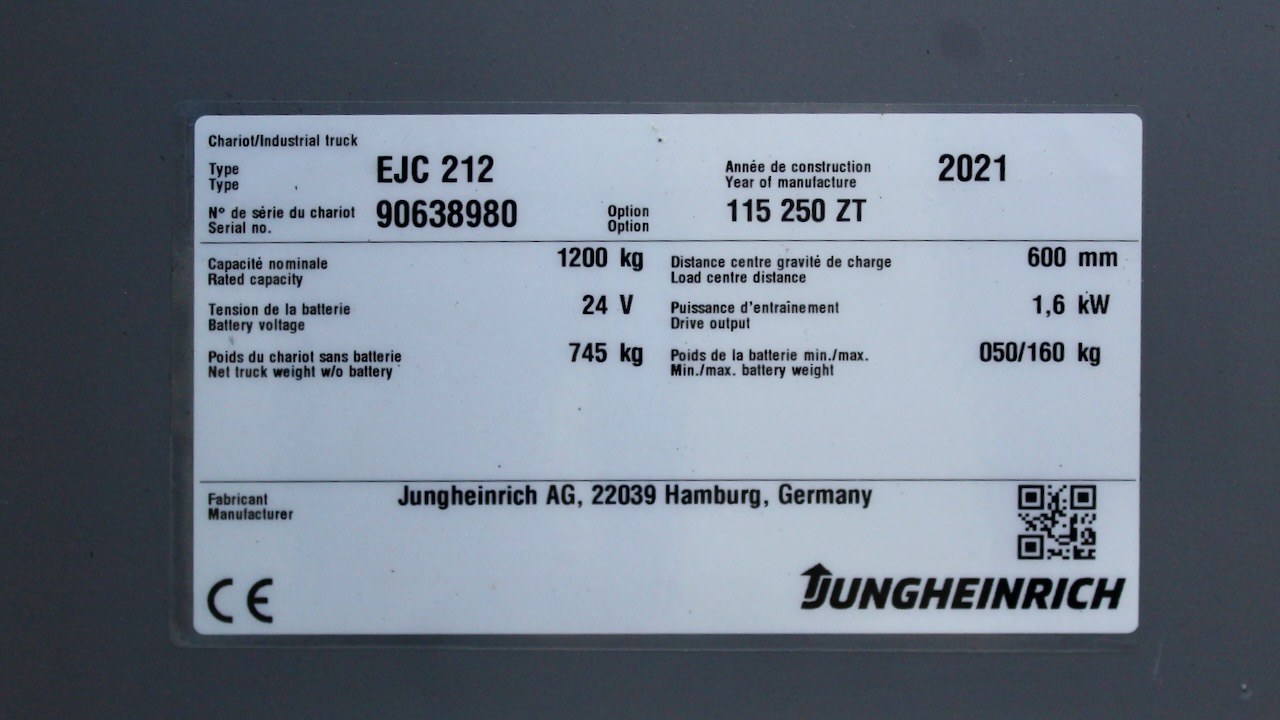 Chariot/Industrial truck
Type EJC 212 Année de construction 2021
Type Year of manufacture
N° de série du chariot 90638980 Option 115 250 ZT
Serial no. Option
Capacité nominale 1200 kg Distance centre gravité de charge 600 mm
Rated capacity Load centre distance
Tension de la batterie 24 V Puissance d'entraînement 1,6 kW
Battery voltage Drive output
Poids du chariot sans batterie 745 kg Poids de la batterie min./max. 050/160 kg
Net truck weight w/o battery Min./max. battery weight
Fabricant Jungheinrich AG, 22039 Hamburg, Germany
Manufacturer
CE JUNGHEINRICH